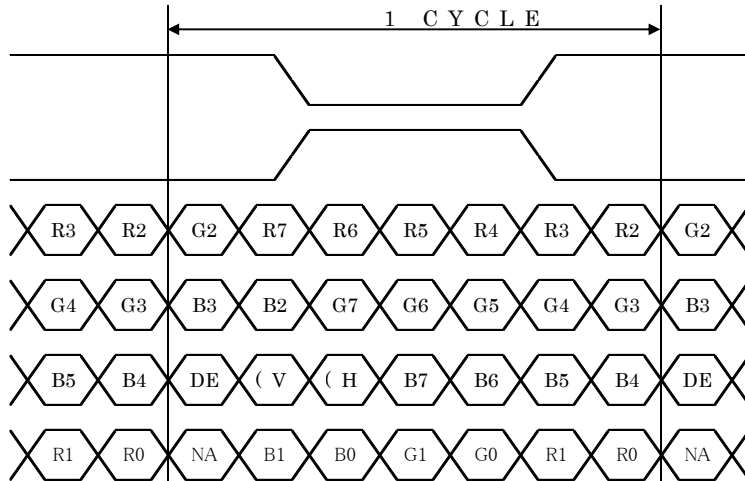 1 CYCLE
R3 R2 G2 R7 R6 R5 R4 R3 R2 G2
G4 G3 B3 B2 G7 G6 G5 G4 G3 B3
B5 B4 DE (V (H B7 B6 B5 B4 DE
R1 R0 NA B1 B0 G1 G0 R1 R0 NA